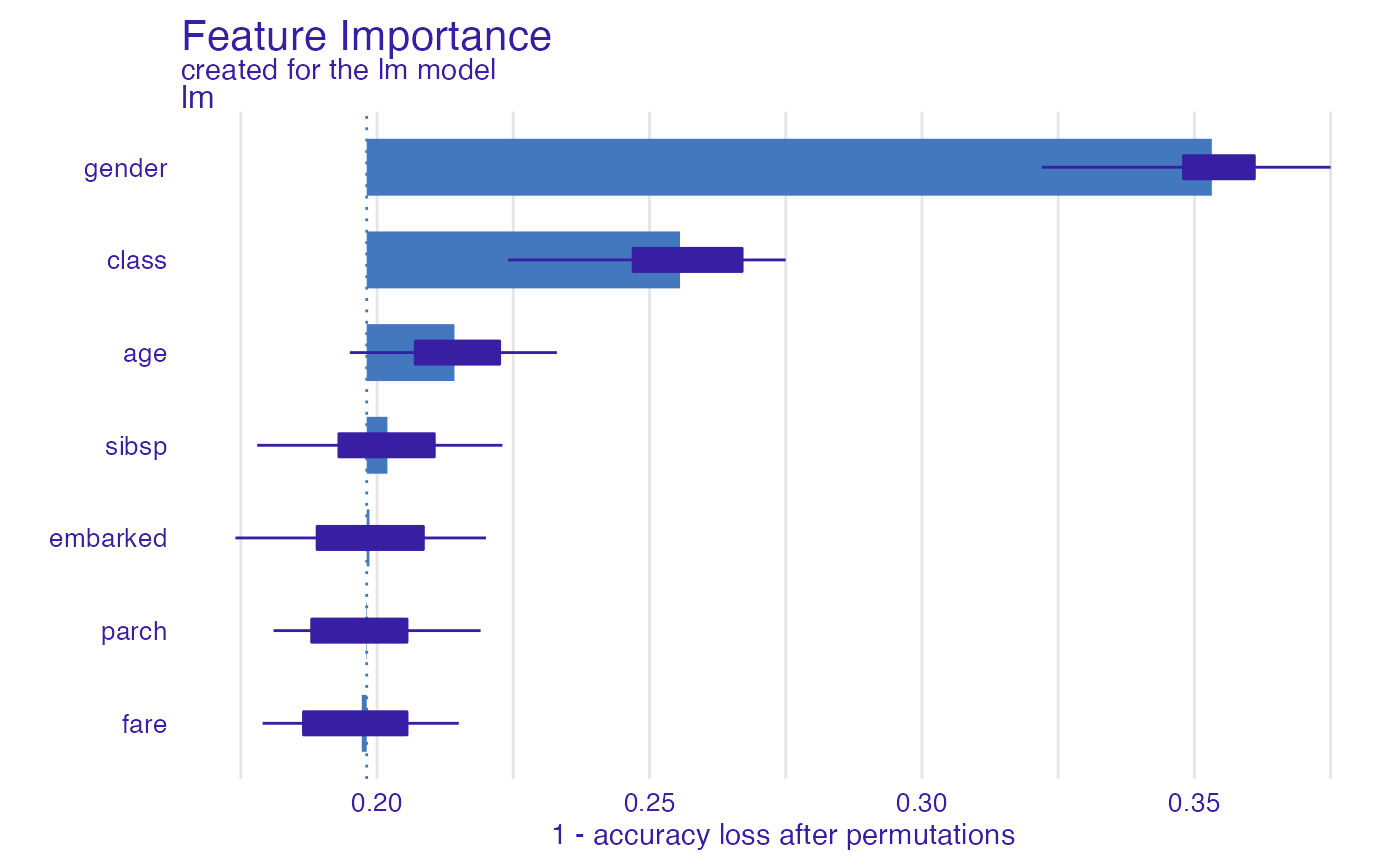 Feature Importance
created for the lm model
lm
gender
class
age
sibsp
embarked
parch
fare
0.20 0.25 0.30 0.35
1 - accuracy loss after permutations